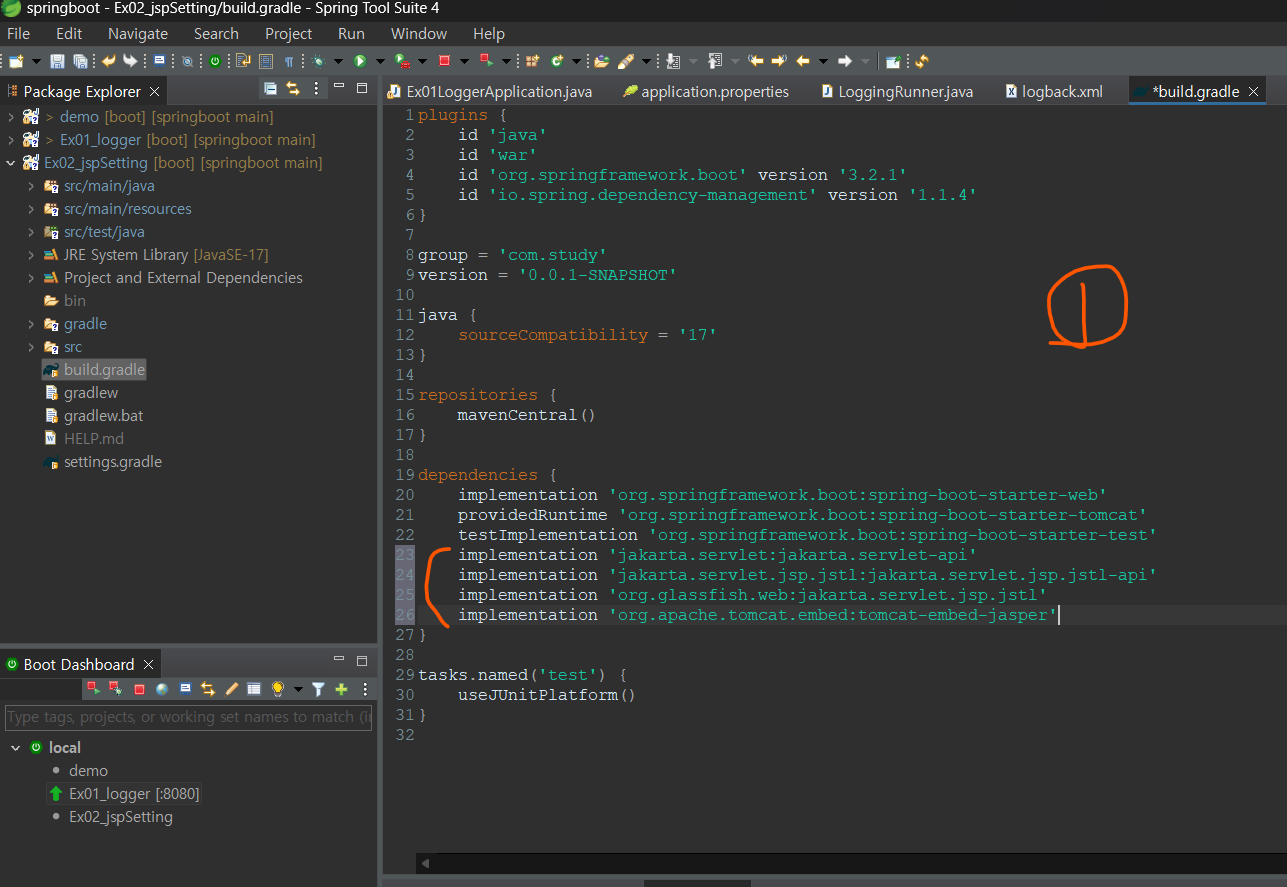 springboot - Ex02_jspSetting/build.gradle - Spring Tool Suite 4
File Edit Navigate Search Project Run Window Help
Package Explorer
Ex01LoggerApplication.java application.properties LoggingRunner.java logback.xml *build.gradle
> demo [boot] [springboot main]
> Ex01_logger [boot] [springboot main]
Ex02_jspSetting [boot] [springboot main]
src/main/java
src/main/resources
src/test/java
JRE System Library [JavaSE-17]
Project and External Dependencies
bin
gradle
src
build.gradle
gradlew
gradlew.bat
HELP.md
settings.gradle
1 plugins {
2 id 'java'
3 id 'war'
4 id 'org.springframework.boot' version '3.2.1'
5 id 'io.spring.dependency-management' version '1.1.4'
6 }
7
8 group = 'com.study'
9 version = '0.0.1-SNAPSHOT'
10
11 java {
12 sourceCompatibility = '17'
13 }
14
15 repositories {
16 mavenCentral()
17 }
18
19 dependencies {
20 implementation 'org.springframework.boot:spring-boot-starter-web'
21 providedRuntime 'org.springframework.boot:spring-boot-starter-tomcat'
22 testImplementation 'org.springframework.boot:spring-boot-starter-test'
23 implementation 'jakarta.servlet:jakarta.servlet-api'
24 implementation 'jakarta.servlet.jsp.jstl:jakarta.servlet.jsp.jstl-api'
25 implementation 'org.glassfish.web:jakarta.servlet.jsp.jstl'
26 implementation 'org.apache.tomcat.embed:tomcat-embed-jasper'
27 }
28
29 tasks.named('test') {
30 useJUnitPlatform()
31 }
32
1
Boot Dashboard
Type tags, projects, or working set names to match (i
local
demo
Ex01_logger [:8080]
Ex02_jspSetting